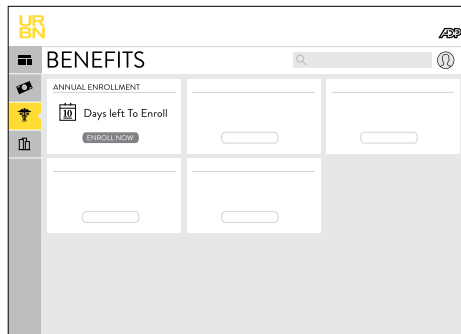 UR
BN
ADP
BENEFITS
ANNUAL ENROLLMENT
10 Days left To Enroll
ENROLL NOW